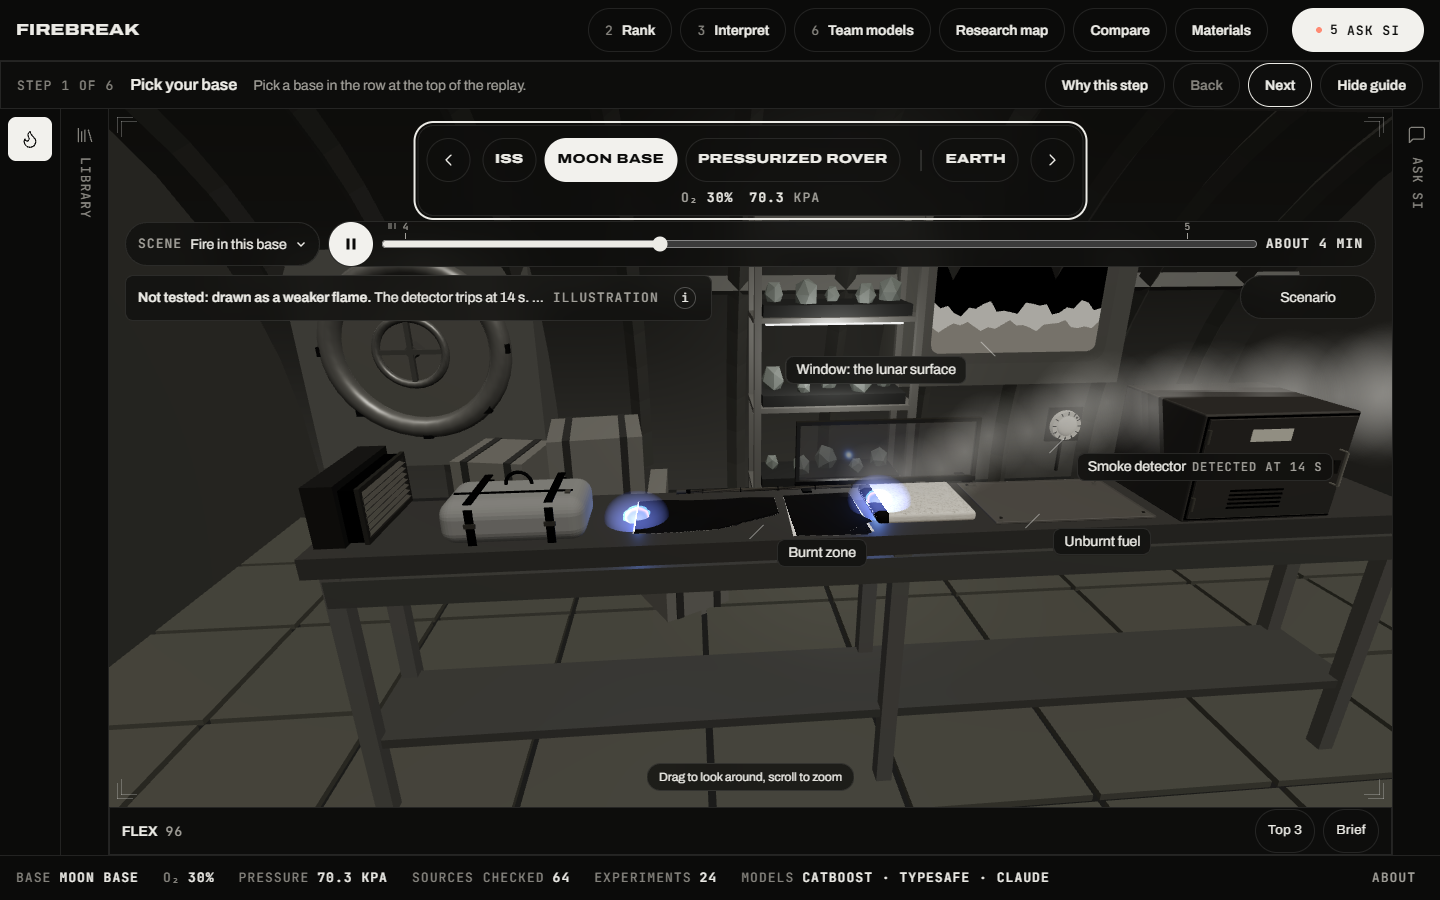 FIREBREAK
2 Rank
3 Interpret
6 Team models
Research map
Compare
Materials
5 ASK SI
STEP 1 OF 6 Pick your base Pick a base in the row at the top of the replay.
Why this step
Back
Next
Hide guide
LIBRARY
ISS
MOON BASE
PRESSURIZED ROVER
EARTH
O₂ 30% 70.3 KPA
ASK SI
SCENE Fire in this base
4
5
ABOUT 4 MIN
Not tested: drawn as a weaker flame. The detector trips at 14 s. ... ILLUSTRATION i
Scenario
Window: the lunar surface
Smoke detector DETECTED AT 14 S
Burnt zone
Unburnt fuel
Drag to look around, scroll to zoom
FLEX 96
Top 3
Brief
BASE MOON BASE O₂ 30% PRESSURE 70.3 KPA SOURCES CHECKED 64 EXPERIMENTS 24 MODELS CATBOOST · TYPESAFE · CLAUDE
ABOUT